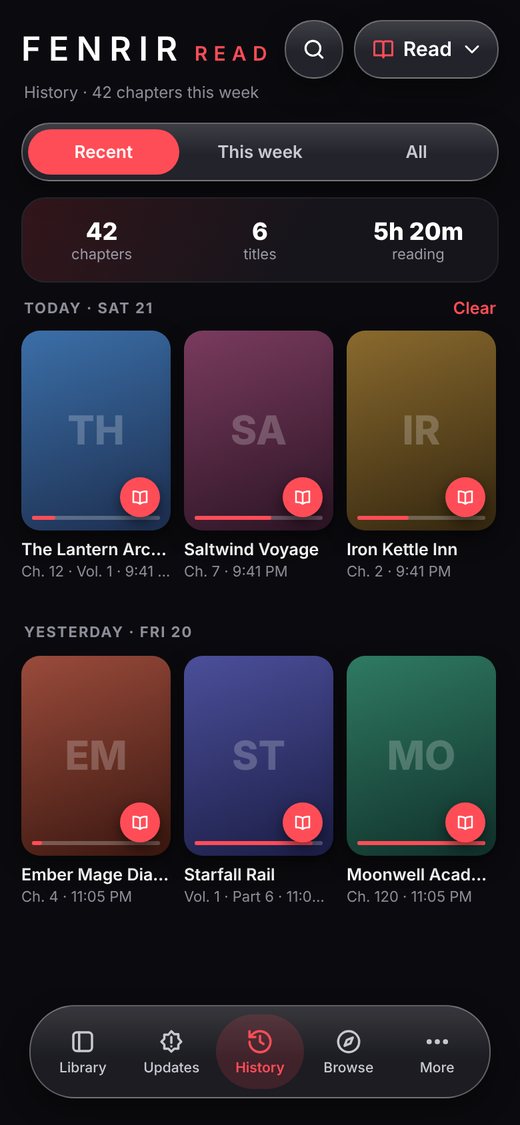 FENRIR READ
Read
History · 42 chapters this week
Recent This week All
42 6 5h 20m
chapters titles reading
TODAY · SAT 21 Clear
TH SA IR
The Lantern Arc... Saltwind Voyage Iron Kettle Inn
Ch. 12 · Vol. 1 · 9:41 ... Ch. 7 · 9:41 PM Ch. 2 · 9:41 PM
YESTERDAY · FRI 20
EM ST MO
Ember Mage Dia... Starfall Rail Moonwell Acad...
Ch. 4 · 11:05 PM Vol. 1 · Part 6 · 11:0... Ch. 120 · 11:05 PM
Library Updates History Browse More